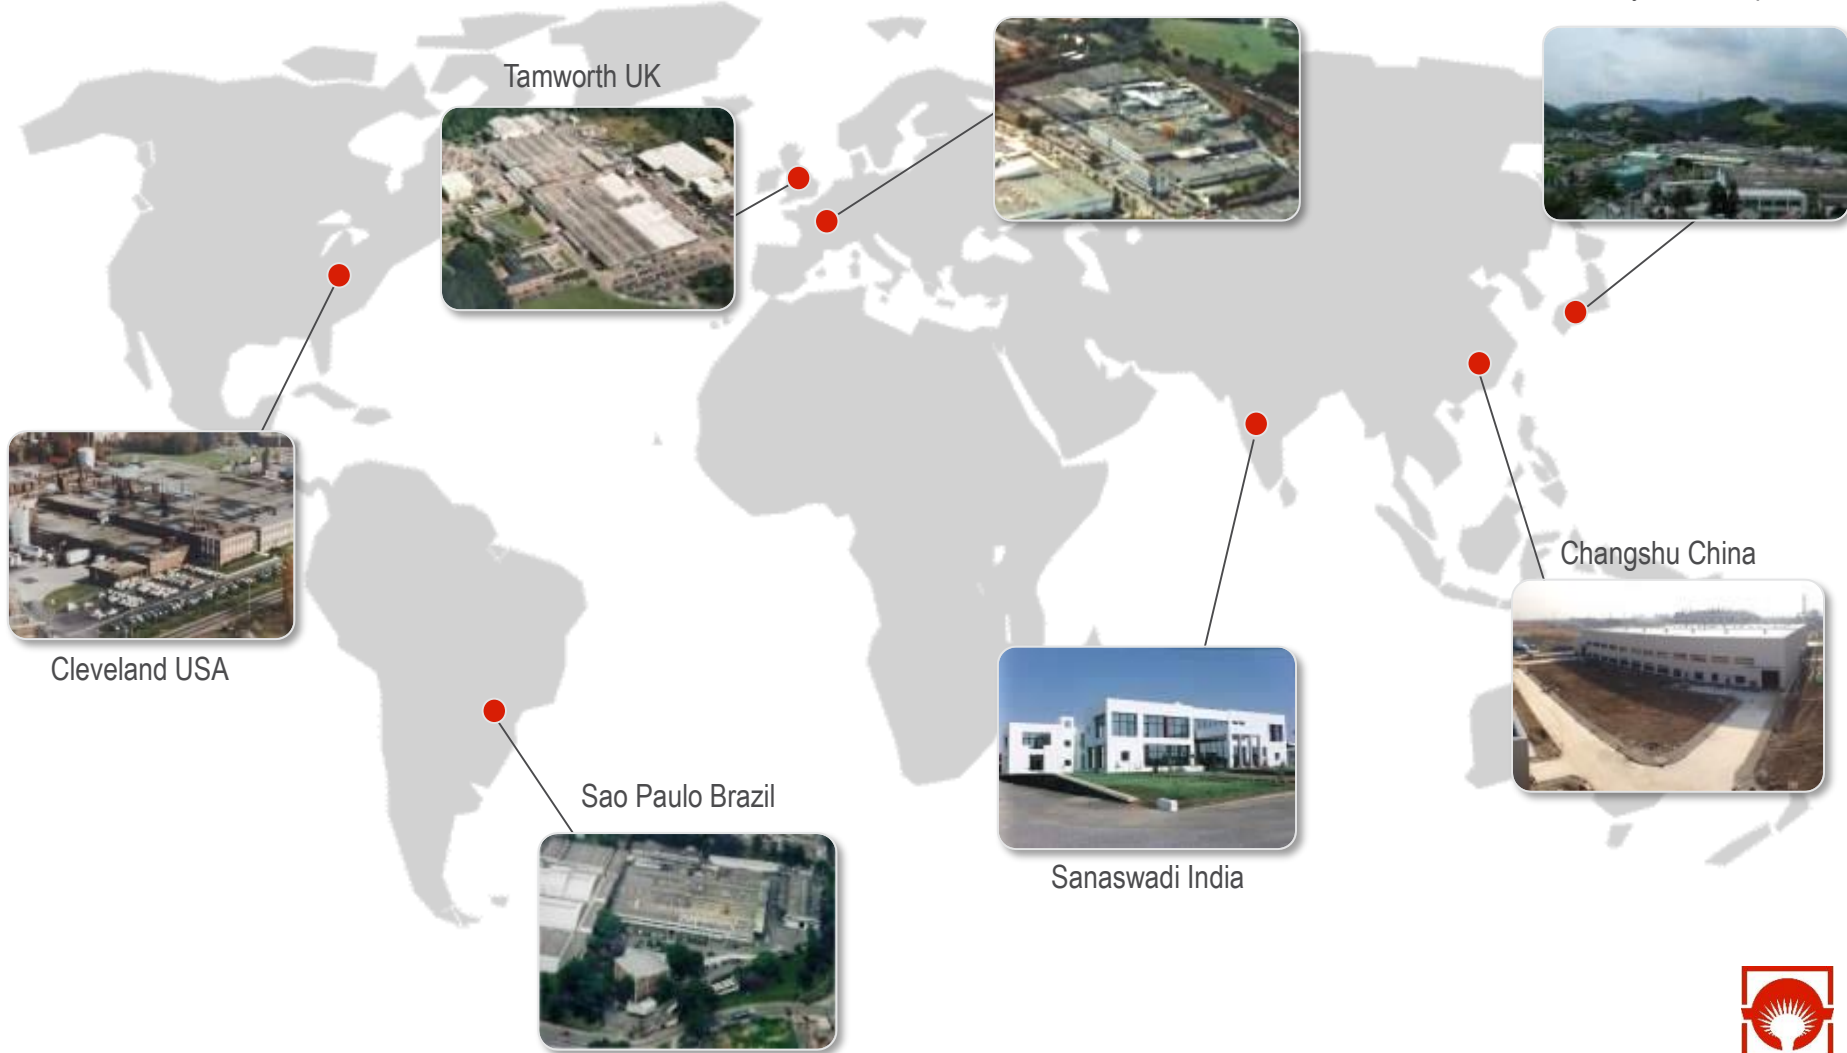 Tamworth UK
Changshu China
Cleveland USA
Sao Paulo Brazil
Sanaswadi India